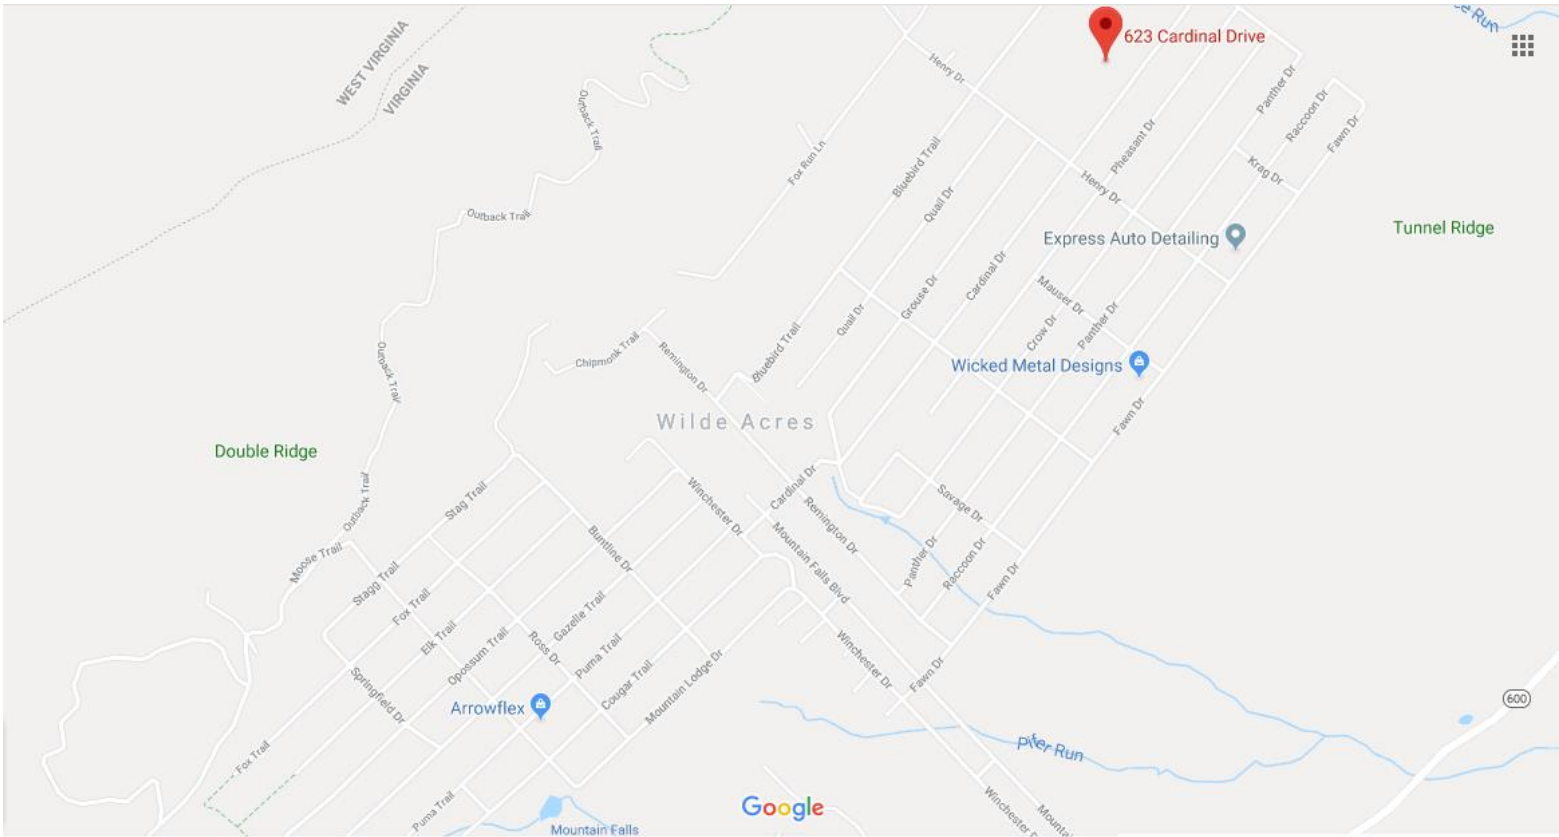 ce Run
WEST VIRGINIA
VIRGINIA
623 Cardinal Drive
Henry Dr
Panther Dr
Raccoon Dr
Fawn Dr
Outback Trail
Fox Run Ln
Bluebird Trail
Pheasant Dr
Krag Dr
Henry Dr
Quail Dr
Outback Trail
Express Auto Detailing
Tunnel Ridge
Cardinal Dr
Grouse Dr
Mauser Dr
Quail Dr
Crow Dr
Panther Dr
Outback Trail
Chipmonk Trail
Remington Dr
Bluebird Trail
Wicked Metal Designs
Wilde Acres
Fawn Dr
Double Ridge
Outback Trail
Stag Trail
Winchester Dr
Cardinal Dr
Remington Dr
Savage Dr
Moose Trail
Buntline Dr
Mountain Falls Blvd
Panther Dr
Raccoon Dr
Fawn Dr
Stagg Trail
Fox Trail
Elk Trail
Opossum Trail
Gazelle Trail
Ross Dr
Puma Trail
Cougar Trail
Mountain Lodge Dr
Winchester Dr
Fawn Dr
Springfield Dr
Arrowflex
600
Pifer Run
Fox Trail
Puma Trail
Google
Winchester D
Mounta
Mountain Falls